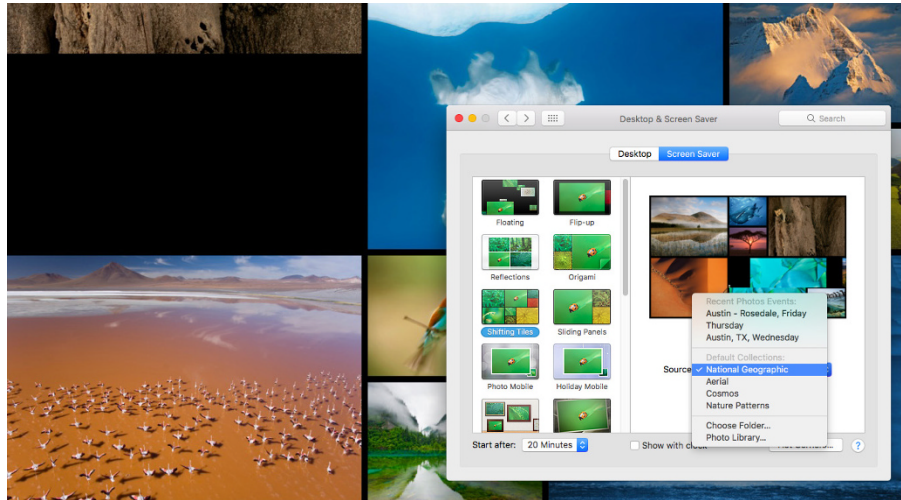 Desktop & Screen Saver
Search
Desktop
Screen Saver
Floating
Flip-up
Reflections
Origami
Shifting Tiles
Sliding Panels
Photo Mobile
Holiday Mobile
Recent Photos Events:
Austin - Rosedale, Friday
Thursday
Austin, TX, Wednesday
Default Collections:
Source
✓ National Geographic
Aerial
Cosmos
Nature Patterns
Choose Folder...
Photo Library...
Start after: 20 Minutes
Show with clock
?